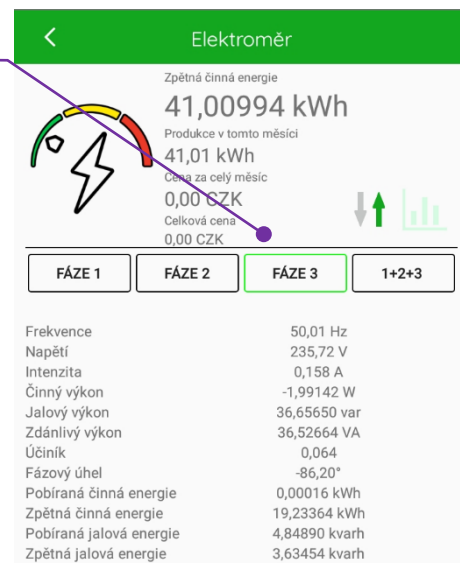 Elektroměr
Zpětná činná energie
41,00994 kWh
Produkce v tomto měsíci
41,01 kWh
Cena za celý měsíc
0,00 CZK
Celková cena
0,00 CZK
FÁZE 1 FÁZE 2 FÁZE 3 1+2+3
Frekvence 50,01 Hz
Napětí 235,72 V
Intenzita 0,158 A
Činný výkon -1,99142 W
Jalový výkon 36,65650 var
Zdánlivý výkon 36,52664 VA
Účiník 0,064
Fázový úhel -86,20°
Pobíraná činná energie 0,00016 kWh
Zpětná činná energie 19,23364 kWh
Pobíraná jalová energie 4,84890 kvarh
Zpětná jalová energie 3,63454 kvarh